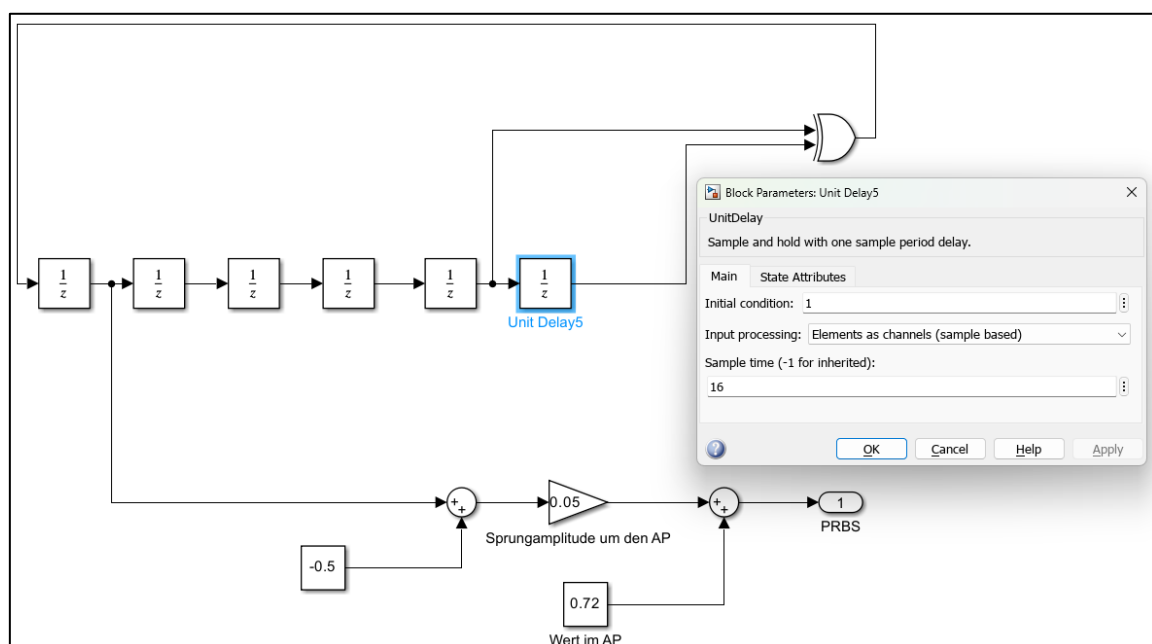 Block Parameters: Unit Delay5
UnitDelay
Sample and hold with one sample period delay.
Main State Attributes
Initial condition: 1
Input processing: Elements as channels (sample based)
Sample time (-1 for inherited):
16
OK Cancel Help Apply
1/z 1/z 1/z 1/z 1/z 1/z
Unit Delay5
+ +
0.05
+ +
1
Sprungamplitude um den AP
PRBS
-0.5
0.72
Wert im AP